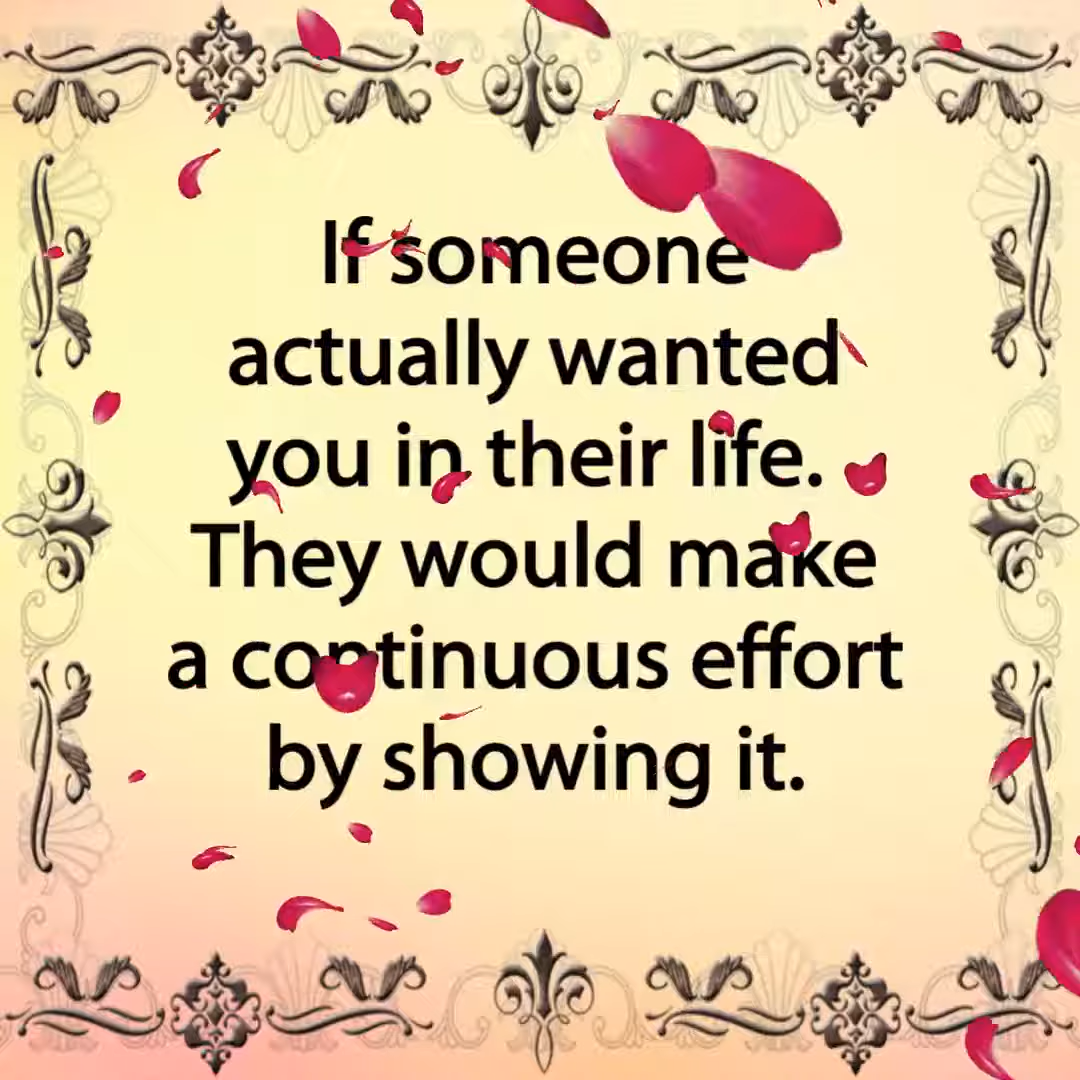 If someone
actually wanted
you in their life.
They would make
a continuous effort
by showing it.